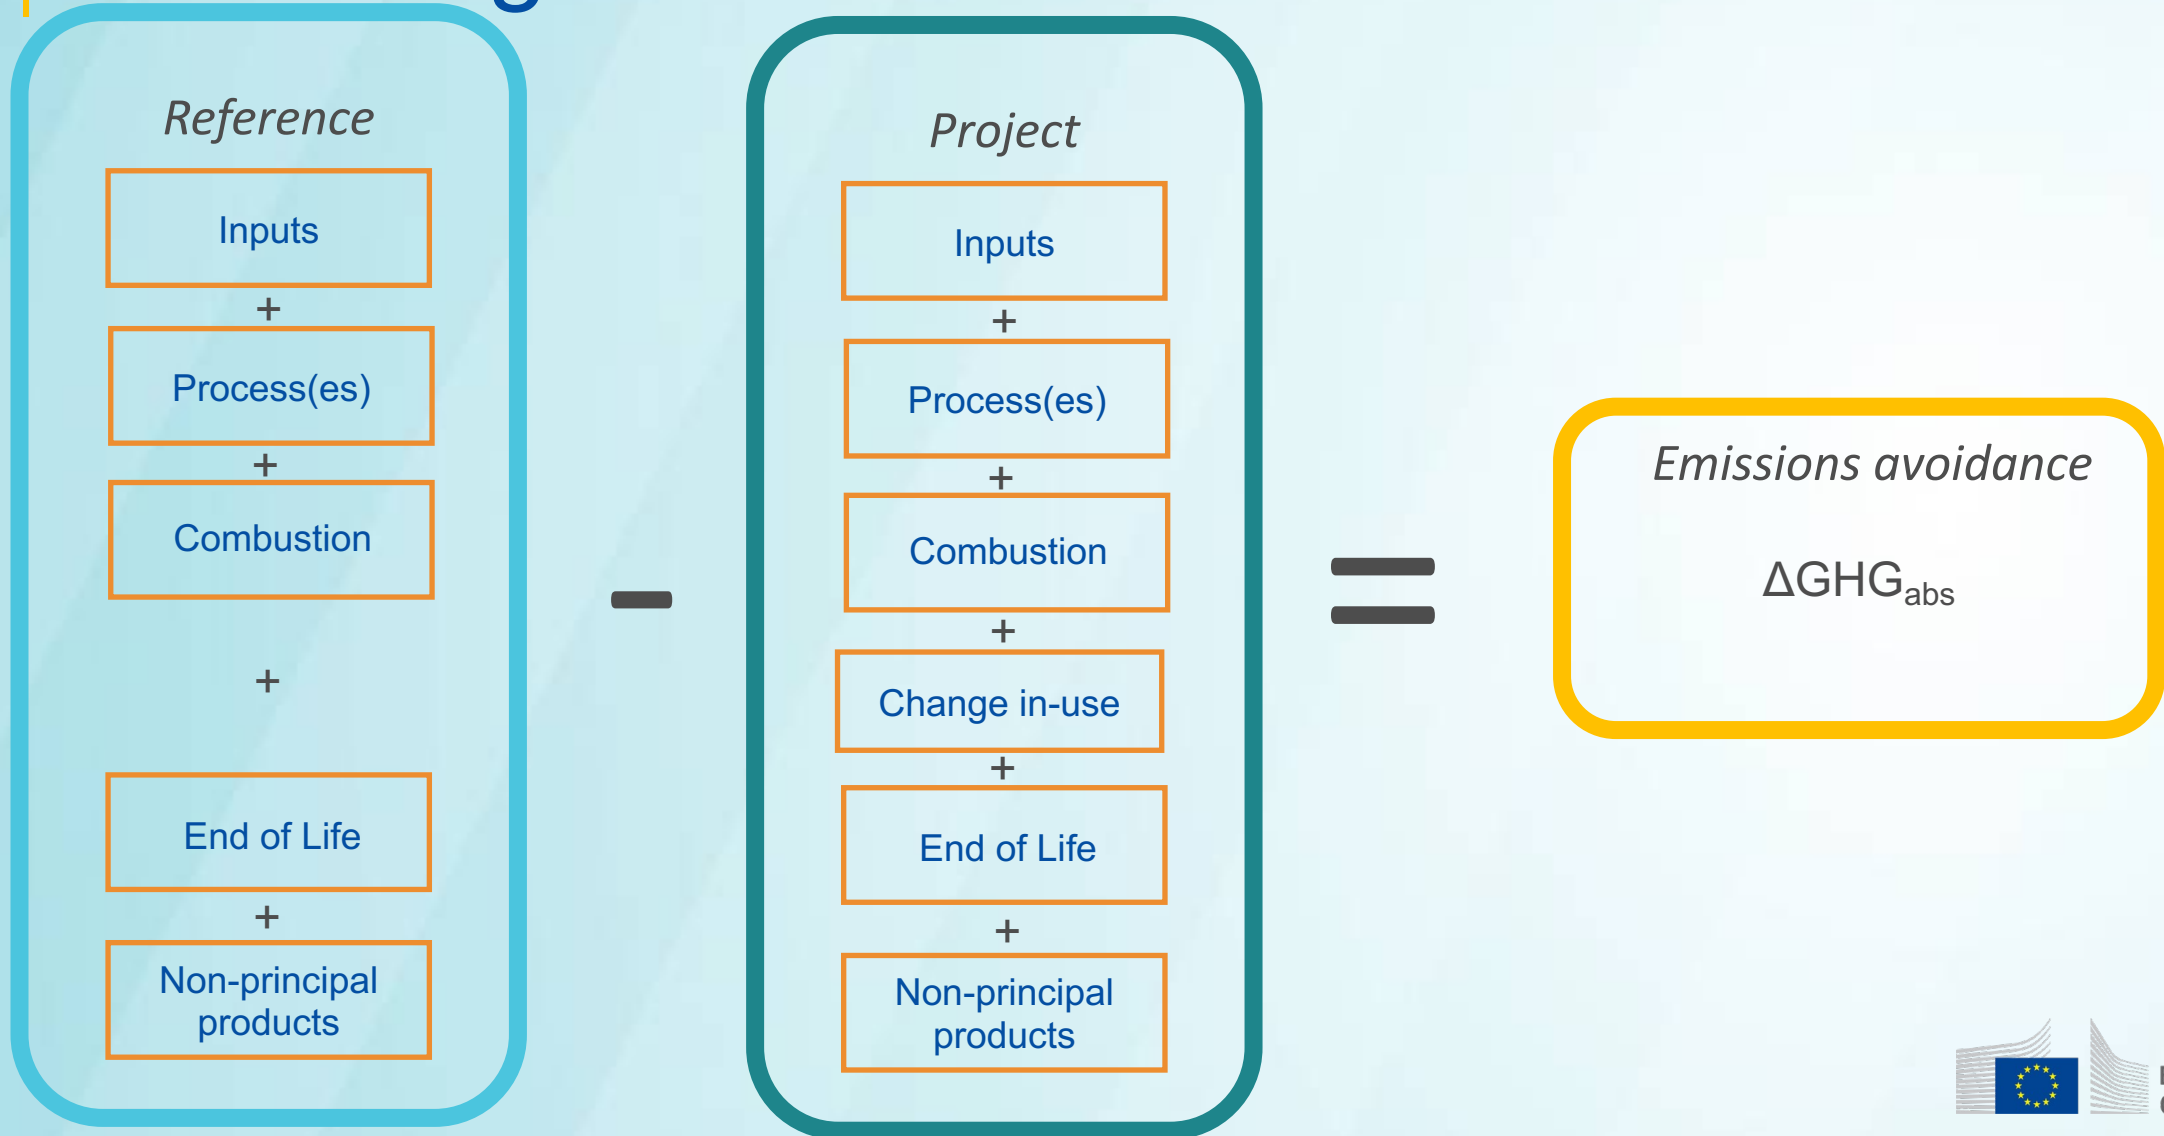 Reference
Inputs
+
Process(es)
+
Combustion
+
End of Life
+
Non-principal
products
-
Project
Inputs
+
Process(es)
+
Combustion
+
Change in-use
+
End of Life
+
Non-principal
products
=
Emissions avoidance
ΔGHGabs